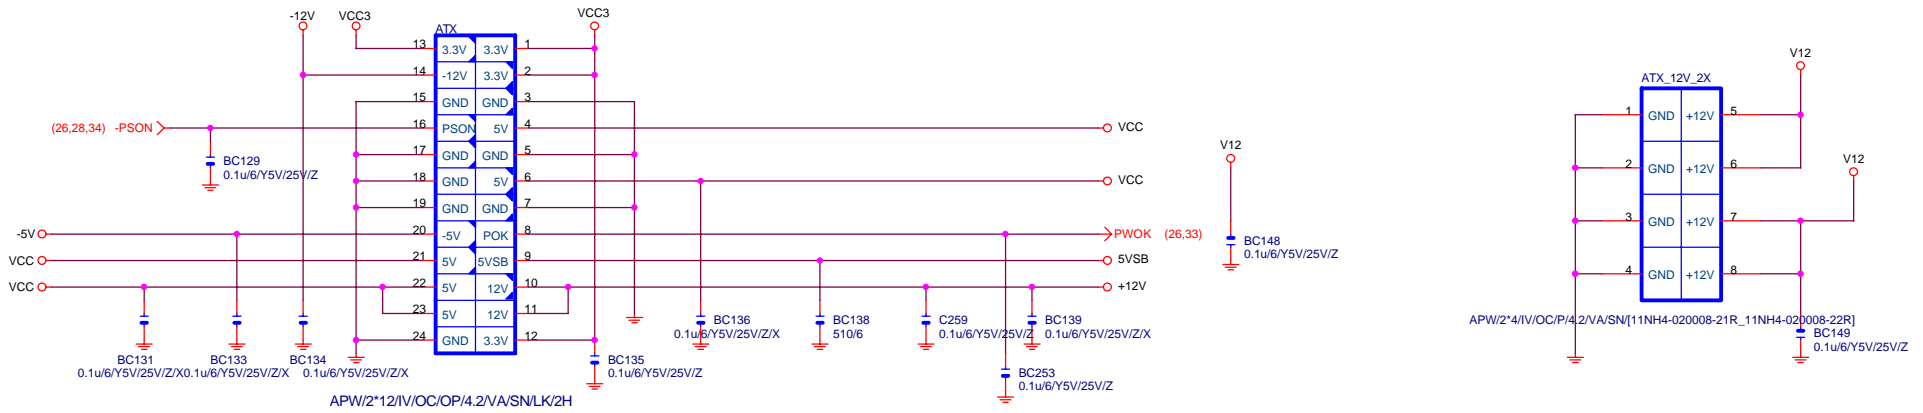 -12V
VCC3
VCC3
ATX
13 3.3V 3.3V 1
14 -12V 3.3V 2
15 GND GND 3
(26,28,34) -PSON 16 PSON 5V 4 VCC
17 GND GND 5
18 GND 5V 6 VCC
19 GND GND 7
-5V 20 -5V POK 8 PWOK (26,33)
VCC 21 5V 5VSB 9 5VSB
VCC 22 5V 12V 10 +12V
23 5V 12V 11
24 GND 3.3V 12
BC129
0.1u/6/Y5V/25V/Z
BC131
0.1u/6/Y5V/25V/Z/X
BC133
0.1u/6/Y5V/25V/Z/X
BC134
0.1u/6/Y5V/25V/Z/X
BC135
0.1u/6/Y5V/25V/Z
BC136
0.1u/6/Y5V/25V/Z/X
BC138
510/6
C259
0.1u/6/Y5V/25V/Z
BC139
0.1u/6/Y5V/25V/Z/X
BC253
0.1u/6/Y5V/25V/Z
APW/2*12/IV/OC/OP/4.2/VA/SN/LK/2H
V12
BC148
0.1u/6/Y5V/25V/Z
V12
ATX_12V_2X
1 GND +12V 5
2 GND +12V 6
V12
3 GND +12V 7
4 GND +12V 8
APW/2*4/IV/OC/P/4.2/VA/SN/[11NH4-020008-21R_11NH4-020008-22R]
BC149
0.1u/6/Y5V/25V/Z